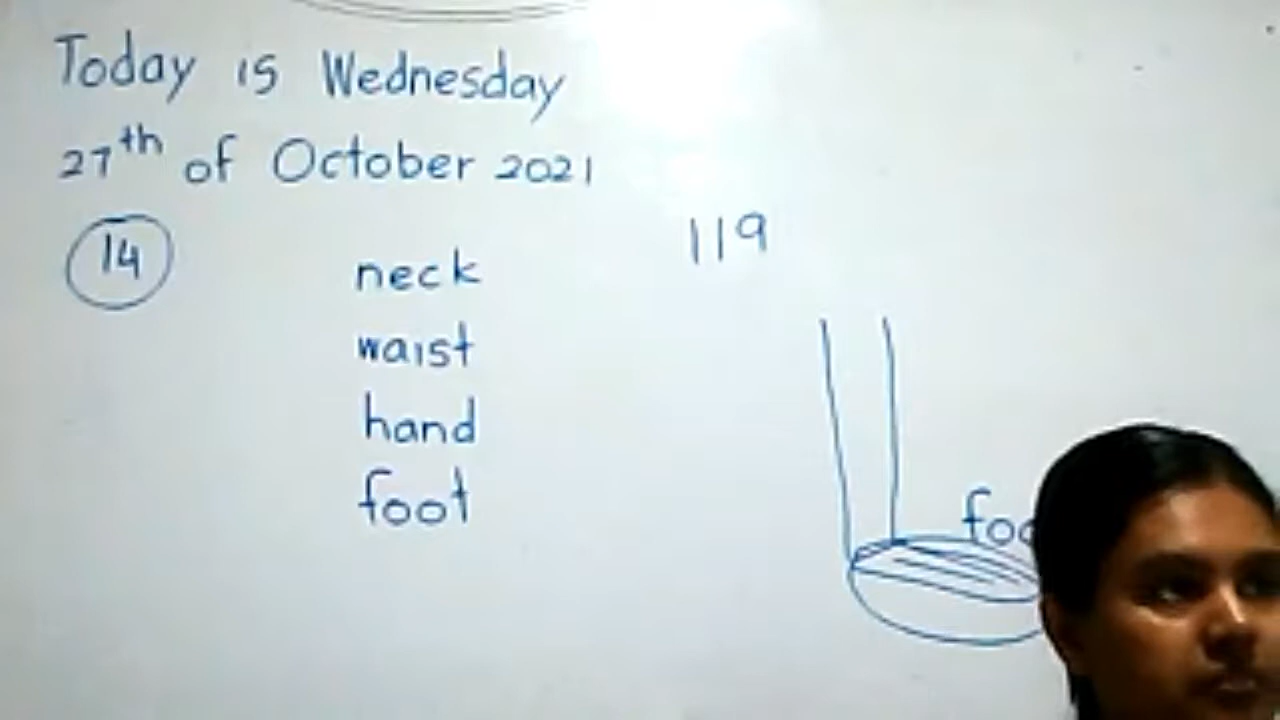 Today is Wednesday
27th of October 2021
14
119
neck
waist
hand
foot